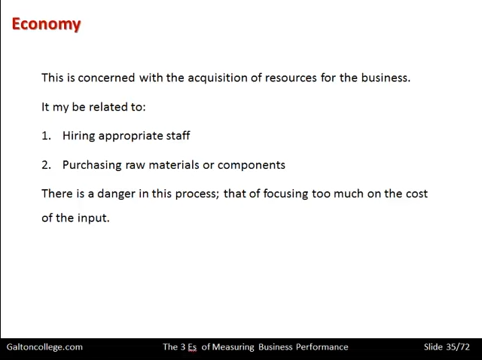 Economy
This is concerned with the acquisition of resources for the business.
It my be related to:
1. Hiring appropriate staff
2. Purchasing raw materials or components
There is a danger in this process; that of focusing too much on the cost
of the input.
Galtoncollege.com The 3 Es of Measuring Business Performance Slide 35/72